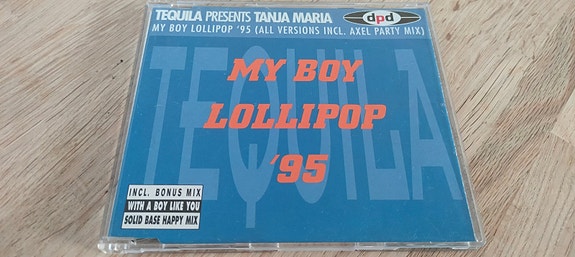 TEQUILA PRESENTS TANJA MARIA
dpd
MY BOY LOLLIPOP '95 (ALL VERSIONS INCL. AXEL PARTY MIX)
TEQUILA
MY BOY
LOLLIPOP
'95
INCL. BONUS MIX
WITH A BOY LIKE YOU
SOLID BASE HAPPY MIX